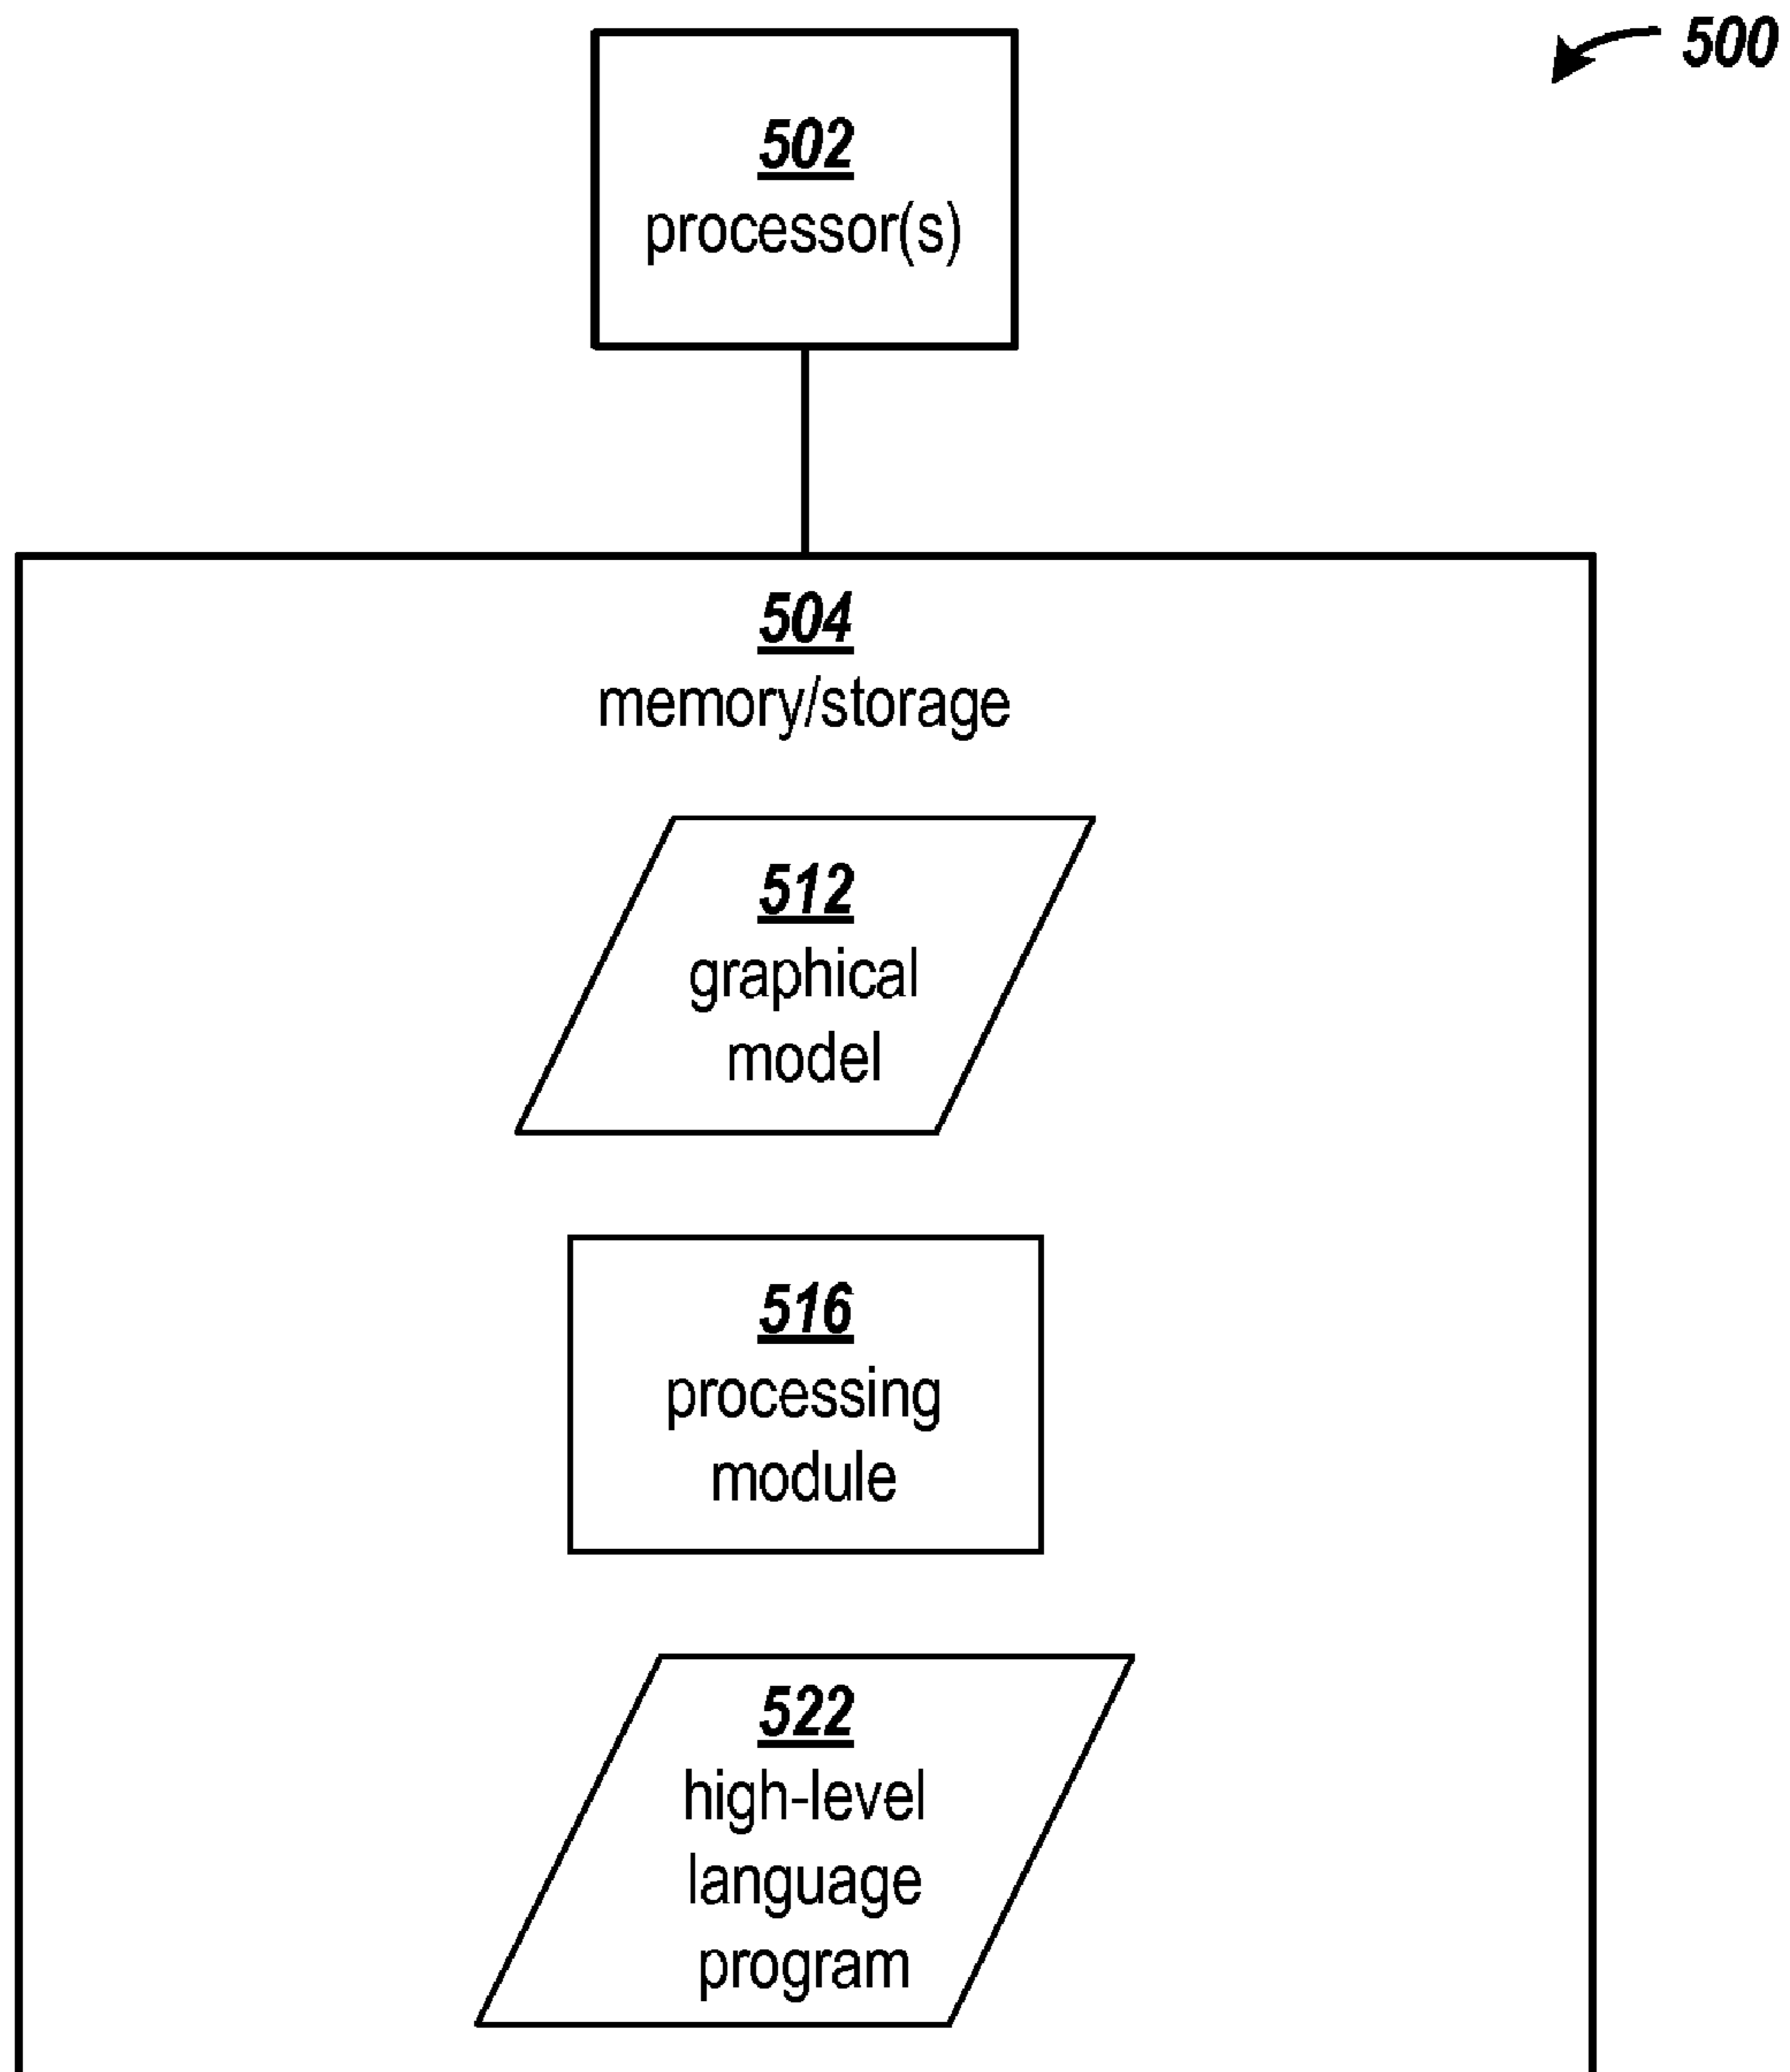 500
502
processor(s)
504
memory/storage
512
graphical
model
516
processing
module
522
high-level
language
program